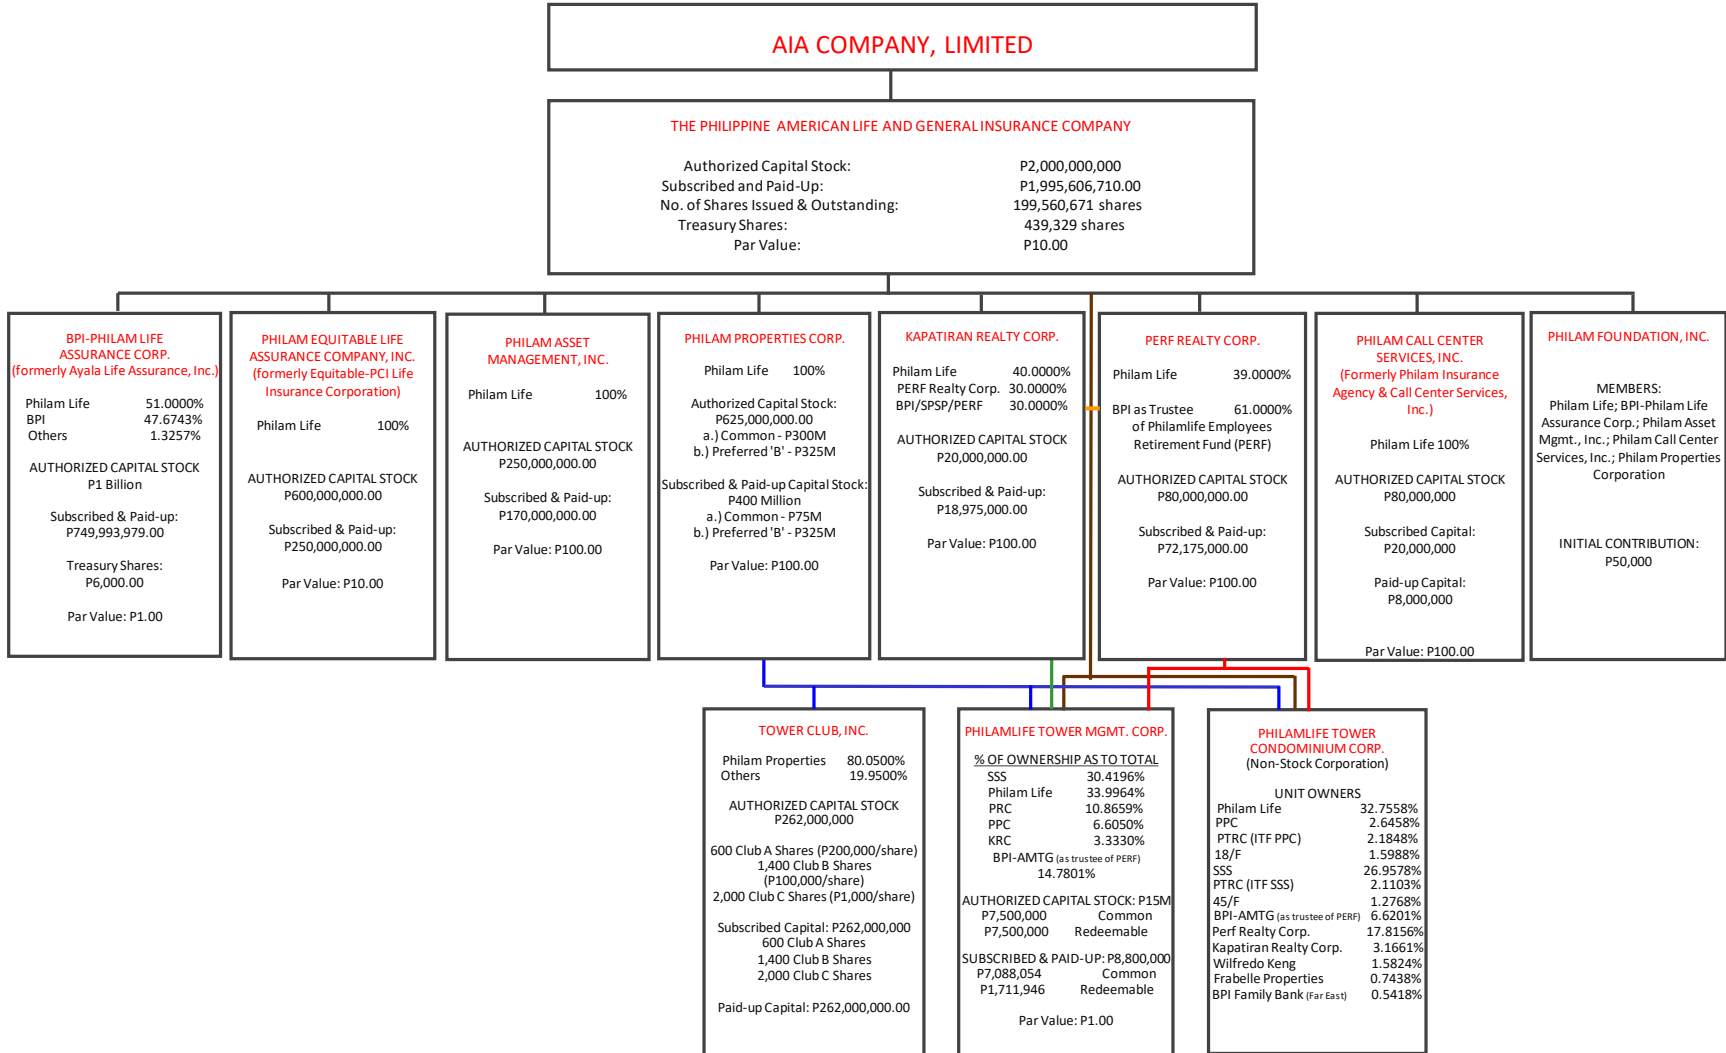 AIA COMPANY, LIMITED
THE PHILIPPINE AMERICAN LIFE AND GENERAL INSURANCE COMPANY
Authorized Capital Stock: P2,000,000,000
Subscribed and Paid-Up: P1,995,606,710.00
No. of Shares Issued & Outstanding: 199,560,671 shares
Treasury Shares: 439,329 shares
Par Value: P10.00
BPI-PHILAM LIFE
ASSURANCE CORP.
(formerly Ayala Life Assurance, Inc.)
Philam Life 51.0000%
BPI 47.6743%
Others 1.3257%
AUTHORIZED CAPITAL STOCK
P1 Billion
Subscribed & Paid-up:
P749,993,979.00
Treasury Shares:
P6,000.00
Par Value: P1.00
PHILAM EQUITABLE LIFE
ASSURANCE COMPANY, INC.
(formerly Equitable-PCI Life
Insurance Corporation)
Philam Life 100%
AUTHORIZED CAPITAL STOCK
P600,000,000.00
Subscribed & Paid-up:
P250,000,000.00
Par Value: P10.00
PHILAM ASSET
MANAGEMENT, INC.
Philam Life 100%
AUTHORIZED CAPITAL STOCK
P250,000,000.00
Subscribed & Paid-up:
P170,000,000.00
Par Value: P100.00
PHILAM PROPERTIES CORP.
Philam Life 100%
Authorized Capital Stock:
P625,000,000.00
a.) Common - P300M
b.) Preferred 'B' - P325M
Subscribed & Paid-up Capital Stock:
P400 Million
a.) Common - P75M
b.) Preferred 'B' - P325M
Par Value: P100.00
KAPATIRAN REALTY CORP.
Philam Life 40.0000%
PERF Realty Corp. 30.0000%
BPI/SPSP/PERF 30.0000%
AUTHORIZED CAPITAL STOCK
P20,000,000.00
Subscribed & Paid-up:
P18,975,000.00
Par Value: P100.00
PERF REALTY CORP.
Philam Life 39.0000%
BPI as Trustee 61.0000%
of Philamlife Employees
Retirement Fund (PERF)
AUTHORIZED CAPITAL STOCK
P80,000,000.00
Subscribed & Paid-up:
P72,175,000.00
Par Value: P100.00
PHILAM CALL CENTER
SERVICES, INC.
(Formerly Philam Insurance
Agency & Call Center Services,
Inc.)
Philam Life 100%
AUTHORIZED CAPITAL STOCK
P80,000,000
Subscribed Capital:
P20,000,000
Paid-up Capital:
P8,000,000
Par Value: P100.00
PHILAM FOUNDATION, INC.
MEMBERS:
Philam Life; BPI-Philam Life
Assurance Corp.; Philam Asset
Mgmt., Inc.; Philam Call Center
Services, Inc.; Philam Properties
Corporation
INITIAL CONTRIBUTION:
P50,000
TOWER CLUB, INC.
Philam Properties 80.0500%
Others 19.9500%
AUTHORIZED CAPITAL STOCK
P262,000,000
600 Club A Shares (P200,000/share)
1,400 Club B Shares
(P100,000/share)
2,000 Club C Shares (P1,000/share)
Subscribed Capital: P262,000,000
600 Club A Shares
1,400 Club B Shares
2,000 Club C Shares
Paid-up Capital: P262,000,000.00
PHILAMLIFE TOWER MGMT. CORP.
% OF OWNERSHIP AS TO TOTAL
SSS 30.4196%
Philam Life 33.9964%
PRC 10.8659%
PPC 6.6050%
KRC 3.3330%
BPI-AMTG (as trustee of PERF)
14.7801%
AUTHORIZED CAPITAL STOCK: P15M
P7,500,000 Common
P7,500,000 Redeemable
SUBSCRIBED & PAID-UP: P8,800,000
P7,088,054 Common
P1,711,946 Redeemable
Par Value: P1.00
PHILAMLIFE TOWER
CONDOMINIUM CORP.
(Non-Stock Corporation)
UNIT OWNERS
Philam Life 32.7558%
PPC 2.6458%
PTRC (ITF PPC) 2.1848%
18/F 1.5988%
SSS 26.9578%
PTRC (ITF SSS) 2.1103%
45/F 1.2768%
BPI-AMTG (as trustee of PERF) 6.6201%
Perf Realty Corp. 17.8156%
Kapatiran Realty Corp. 3.1661%
Wilfredo Keng 1.5824%
Frabelle Properties 0.7438%
BPI Family Bank (Far East) 0.5418%